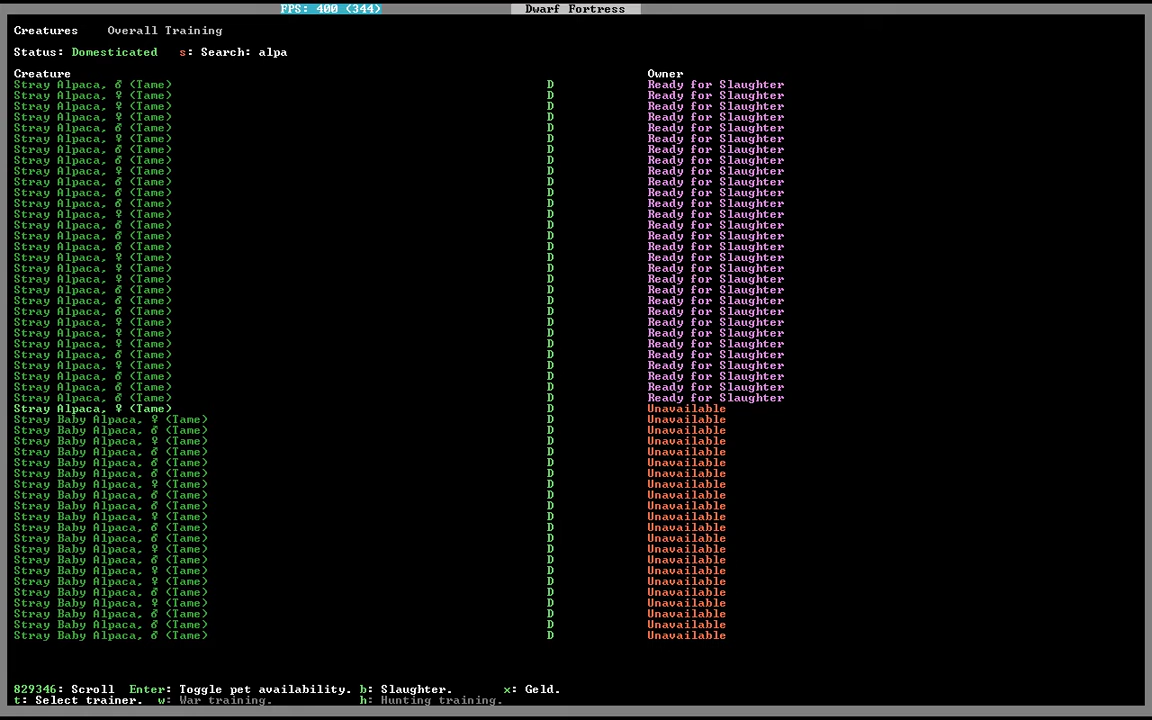 FPS: 400 (344) Dwarf Fortress
Creatures Overall Training
Status: Domesticated s: Search: alpa
Creature Owner
Stray Alpaca, ♂ (Tame) D Ready for Slaughter
Stray Alpaca, ♀ (Tame) D Ready for Slaughter
Stray Alpaca, ♀ (Tame) D Ready for Slaughter
Stray Alpaca, ♀ (Tame) D Ready for Slaughter
Stray Alpaca, ♂ (Tame) D Ready for Slaughter
Stray Alpaca, ♀ (Tame) D Ready for Slaughter
Stray Alpaca, ♂ (Tame) D Ready for Slaughter
Stray Alpaca, ♂ (Tame) D Ready for Slaughter
Stray Alpaca, ♀ (Tame) D Ready for Slaughter
Stray Alpaca, ♂ (Tame) D Ready for Slaughter
Stray Alpaca, ♂ (Tame) D Ready for Slaughter
Stray Alpaca, ♂ (Tame) D Ready for Slaughter
Stray Alpaca, ♀ (Tame) D Ready for Slaughter
Stray Alpaca, ♂ (Tame) D Ready for Slaughter
Stray Alpaca, ♂ (Tame) D Ready for Slaughter
Stray Alpaca, ♂ (Tame) D Ready for Slaughter
Stray Alpaca, ♀ (Tame) D Ready for Slaughter
Stray Alpaca, ♀ (Tame) D Ready for Slaughter
Stray Alpaca, ♀ (Tame) D Ready for Slaughter
Stray Alpaca, ♂ (Tame) D Ready for Slaughter
Stray Alpaca, ♂ (Tame) D Ready for Slaughter
Stray Alpaca, ♂ (Tame) D Ready for Slaughter
Stray Alpaca, ♀ (Tame) D Ready for Slaughter
Stray Alpaca, ♀ (Tame) D Ready for Slaughter
Stray Alpaca, ♀ (Tame) D Ready for Slaughter
Stray Alpaca, ♂ (Tame) D Ready for Slaughter
Stray Alpaca, ♀ (Tame) D Ready for Slaughter
Stray Alpaca, ♂ (Tame) D Ready for Slaughter
Stray Alpaca, ♂ (Tame) D Ready for Slaughter
Stray Alpaca, ♂ (Tame) D Ready for Slaughter
Stray Alpaca, ♀ (Tame) D Unavailable
Stray Baby Alpaca, ♀ (Tame) D Unavailable
Stray Baby Alpaca, ♂ (Tame) D Unavailable
Stray Baby Alpaca, ♀ (Tame) D Unavailable
Stray Baby Alpaca, ♂ (Tame) D Unavailable
Stray Baby Alpaca, ♂ (Tame) D Unavailable
Stray Baby Alpaca, ♂ (Tame) D Unavailable
Stray Baby Alpaca, ♀ (Tame) D Unavailable
Stray Baby Alpaca, ♂ (Tame) D Unavailable
Stray Baby Alpaca, ♂ (Tame) D Unavailable
Stray Baby Alpaca, ♀ (Tame) D Unavailable
Stray Baby Alpaca, ♂ (Tame) D Unavailable
Stray Baby Alpaca, ♂ (Tame) D Unavailable
Stray Baby Alpaca, ♀ (Tame) D Unavailable
Stray Baby Alpaca, ♂ (Tame) D Unavailable
Stray Baby Alpaca, ♀ (Tame) D Unavailable
Stray Baby Alpaca, ♀ (Tame) D Unavailable
Stray Baby Alpaca, ♂ (Tame) D Unavailable
Stray Baby Alpaca, ♀ (Tame) D Unavailable
Stray Baby Alpaca, ♂ (Tame) D Unavailable
Stray Baby Alpaca, ♂ (Tame) D Unavailable
Stray Baby Alpaca, ♂ (Tame) D Unavailable
829346: Scroll Enter: Toggle pet availability. b: Slaughter. x: Geld.
t: Select trainer. w: War training. h: Hunting training.